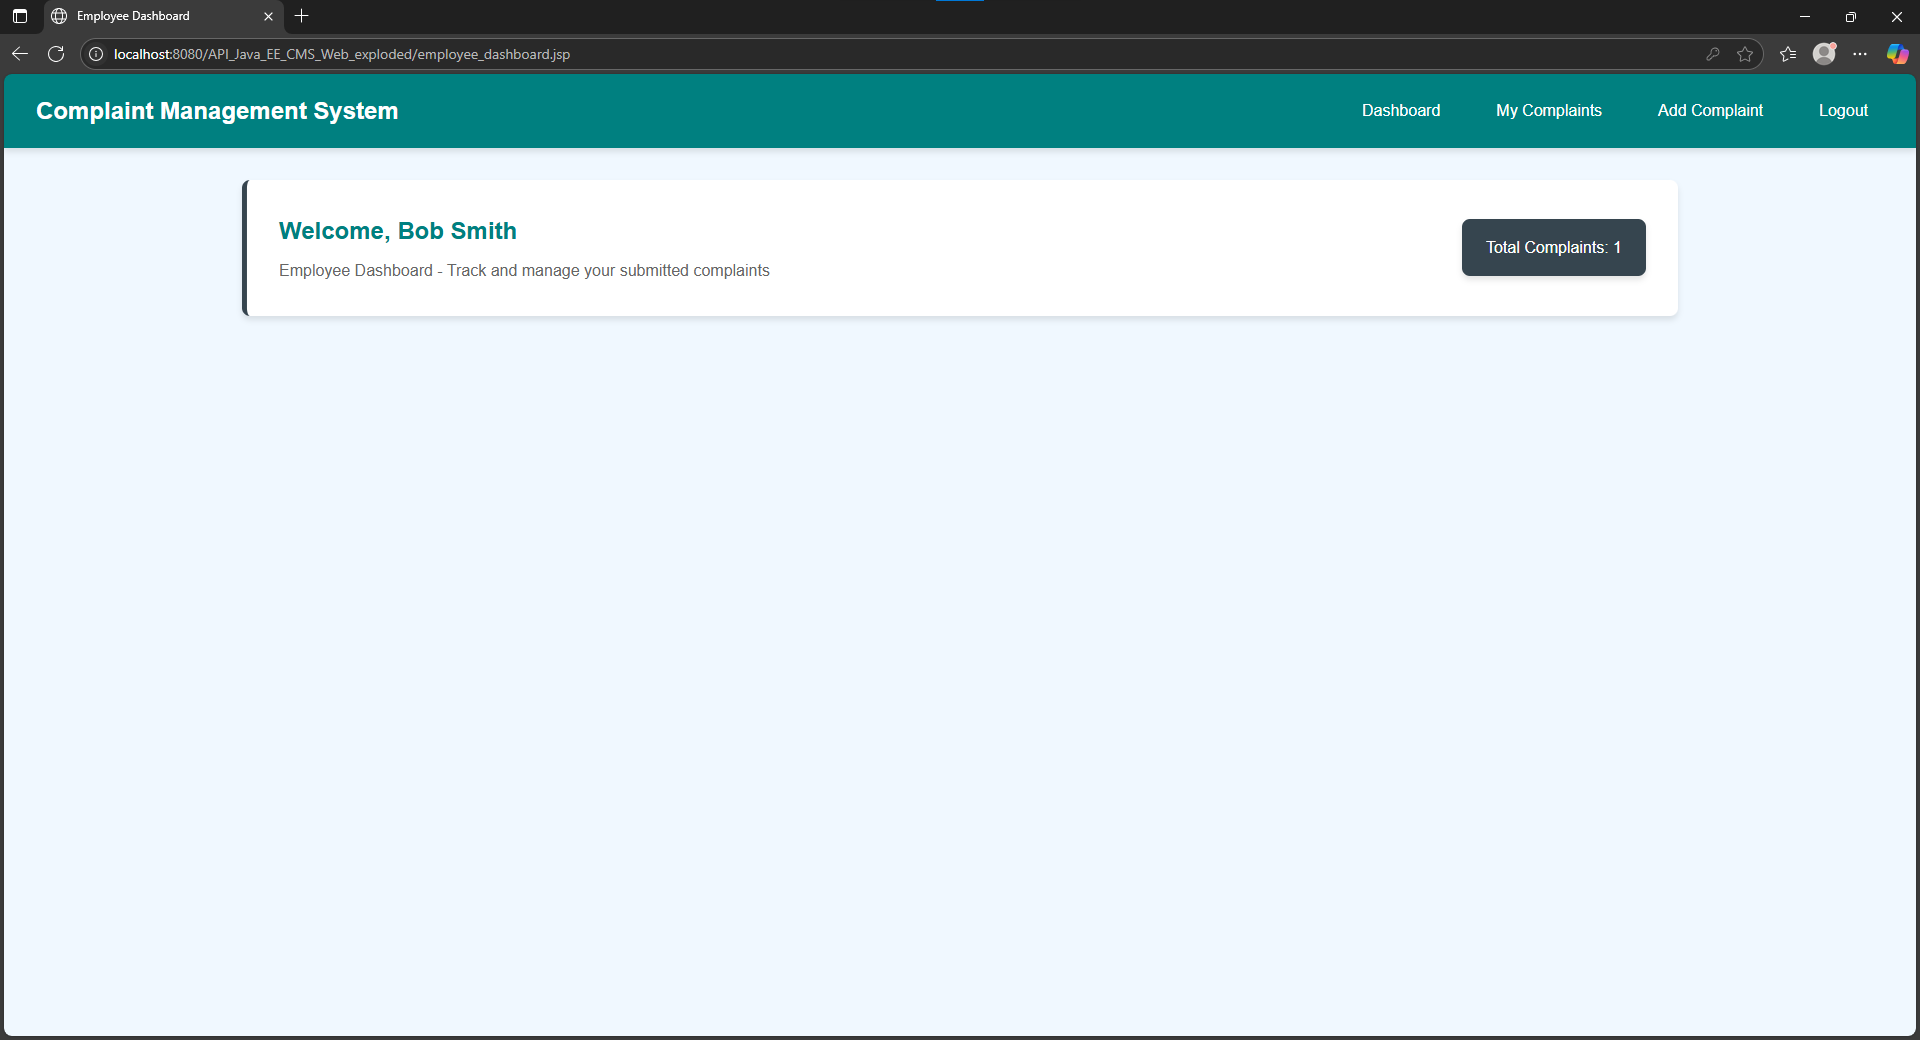 Employee Dashboard
localhost:8080/API_Java_EE_CMS_Web_exploded/employee_dashboard.jsp
Complaint Management System
Dashboard
My Complaints
Add Complaint
Logout
Welcome, Bob Smith
Employee Dashboard - Track and manage your submitted complaints
Total Complaints: 1